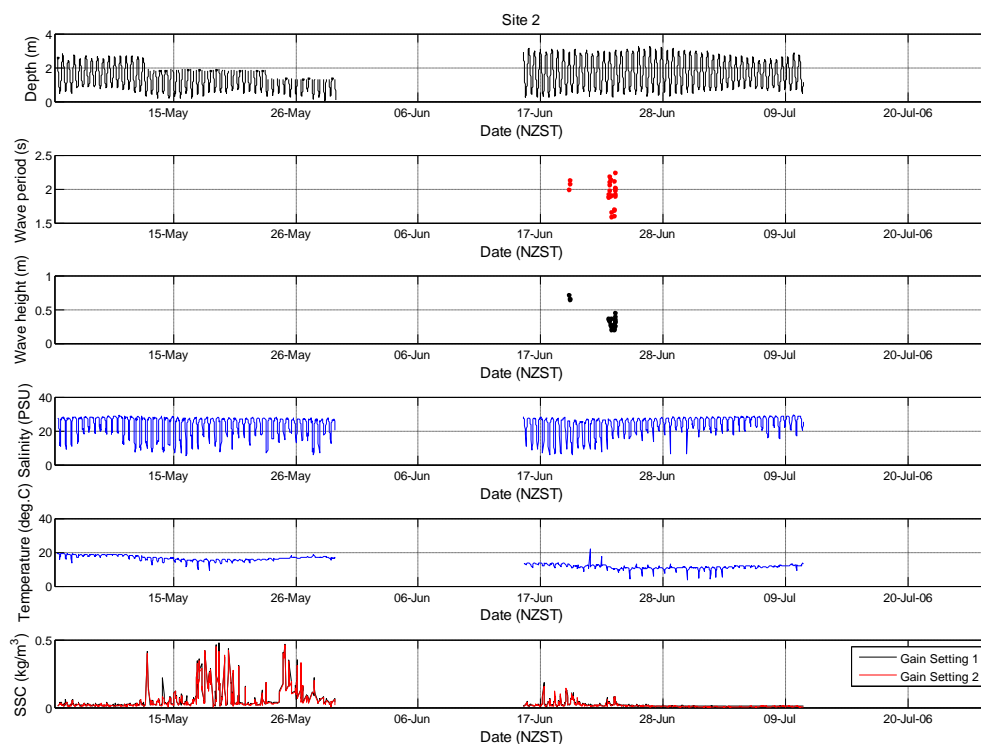 Site 2
Depth (m)
4
2
0
15-May 26-May 06-Jun 17-Jun 28-Jun 09-Jul 20-Jul-06
Date (NZST)
Wave period (s)
2.5
2
1.5
15-May 26-May 06-Jun 17-Jun 28-Jun 09-Jul 20-Jul-06
Date (NZST)
Wave height (m)
1
0.5
0
15-May 26-May 06-Jun 17-Jun 28-Jun 09-Jul 20-Jul-06
Date (NZST)
Salinity (PSU)
40
20
0
15-May 26-May 06-Jun 17-Jun 28-Jun 09-Jul 20-Jul-06
Date (NZST)
Temperature (deg.C)
40
20
0
15-May 26-May 06-Jun 17-Jun 28-Jun 09-Jul 20-Jul-06
Date (NZST)
SSC (kg/m³)
0.5
0
Gain Setting 1
Gain Setting 2
15-May 26-May 06-Jun 17-Jun 28-Jun 09-Jul 20-Jul-06
Date (NZST)